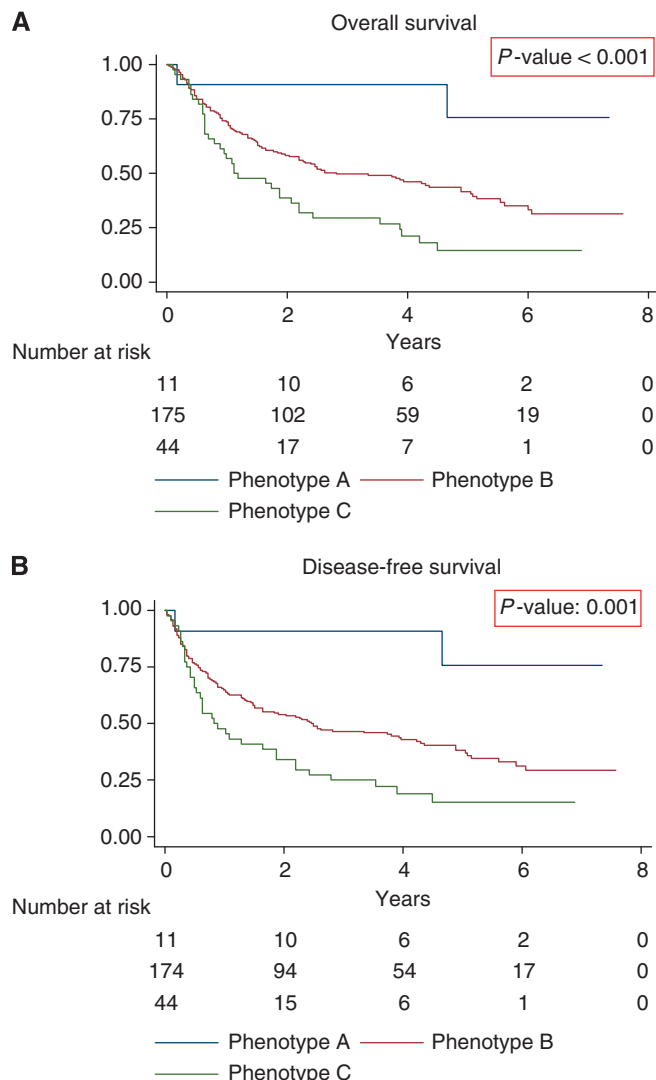 A
Overall survival
P-value < 0.001
1.00
0.75
0.50
0.25
0.00
0 2 4 6 8
Years
Number at risk
11 10 6 2 0
175 102 59 19 0
44 17 7 1 0
Phenotype A Phenotype B
Phenotype C
B
Disease-free survival
P-value: 0.001
1.00
0.75
0.50
0.25
0.00
0 2 4 6 8
Years
Number at risk
11 10 6 2 0
174 94 54 17 0
44 15 6 1 0
Phenotype A Phenotype B
Phenotype C